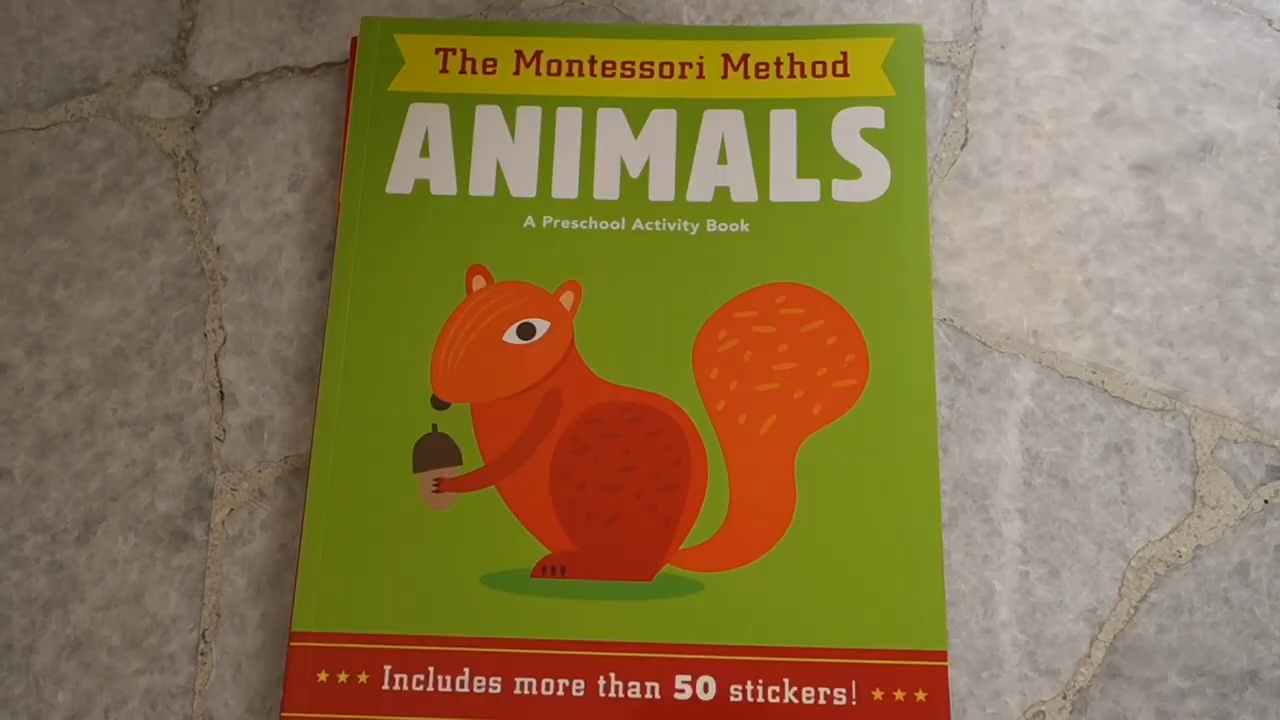 The Montessori Method
ANIMALS
A Preschool Activity Book
Includes more than 50 stickers!